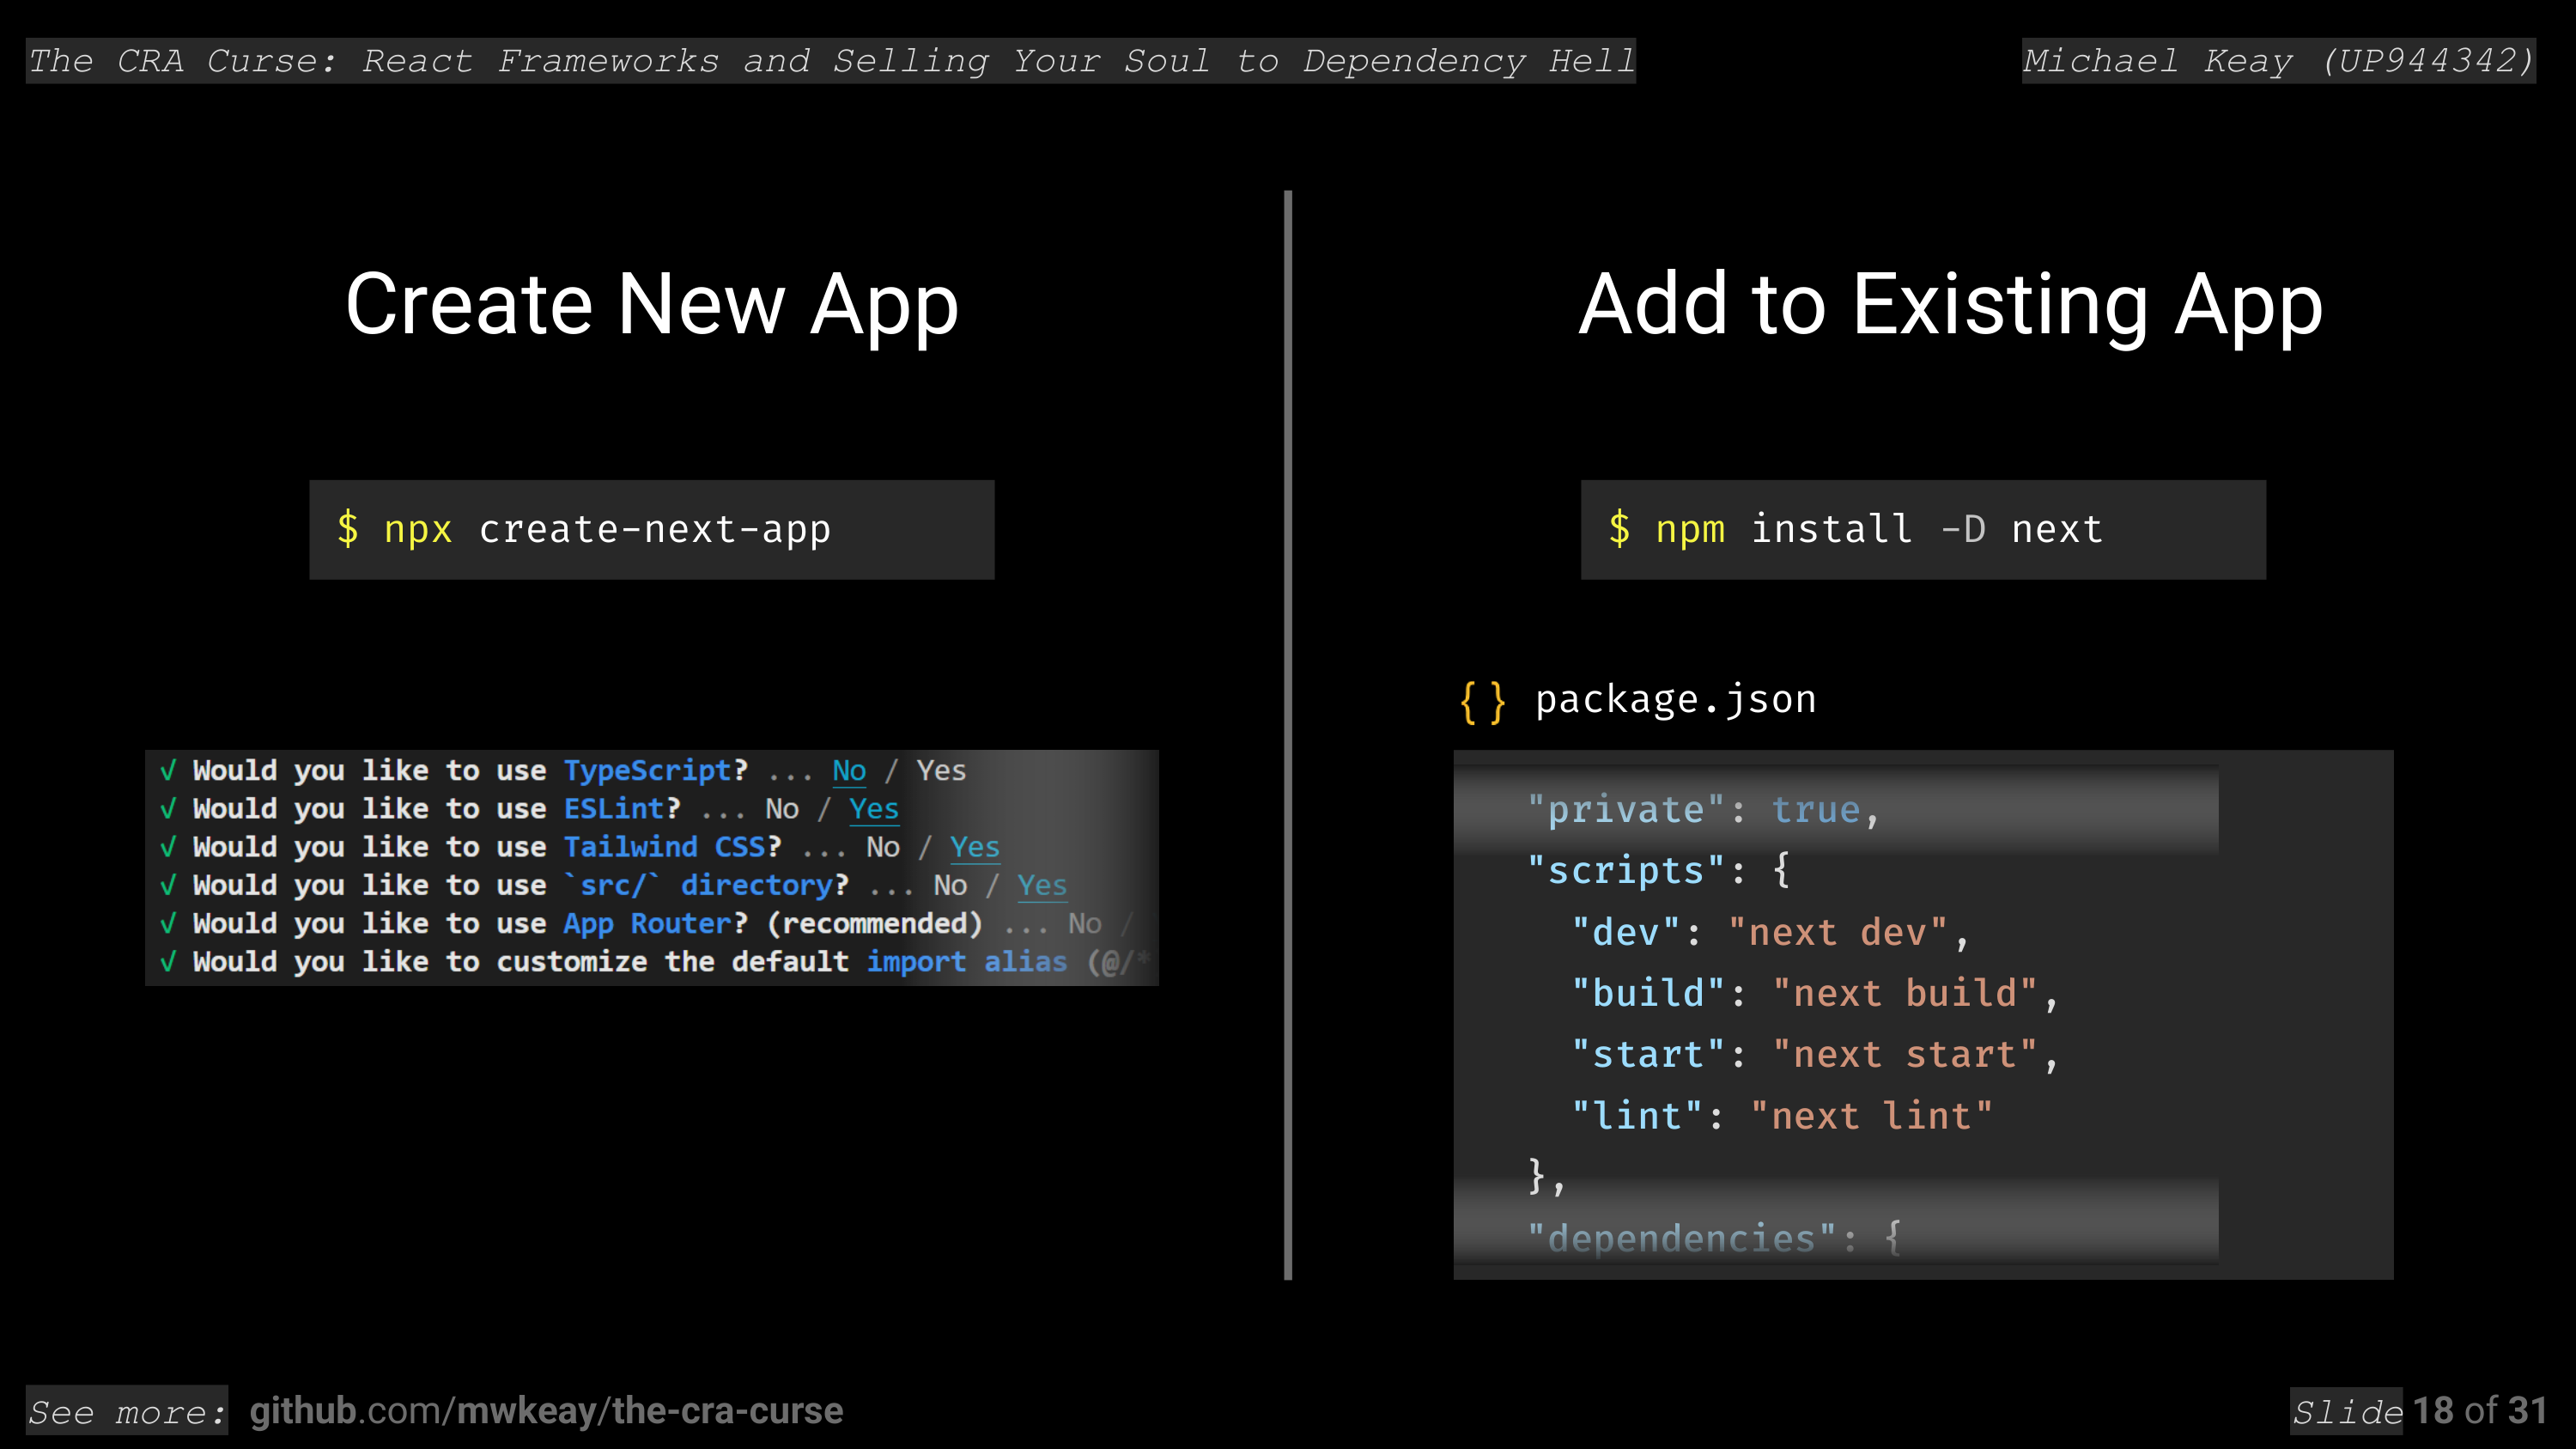 The CRA Curse: React Frameworks and Selling Your Soul to Dependency Hell
Michael Keay (UP944342)
Create New App
$ npx create-next-app
√ Would you like to use TypeScript? ... No / Yes
√ Would you like to use ESLint? ... No / Yes
√ Would you like to use Tailwind CSS? ... No / Yes
√ Would you like to use `src/` directory? ... No / Yes
√ Would you like to use App Router? (recommended) ... No /
√ Would you like to customize the default import alias (@/*
Add to Existing App
$ npm install -D next
{} package.json
"private": true,
"scripts": {
"dev": "next dev",
"build": "next build",
"start": "next start",
"lint": "next lint"
},
"dependencies": {
See more: github.com/mwkeay/the-cra-curse
Slide 18 of 31